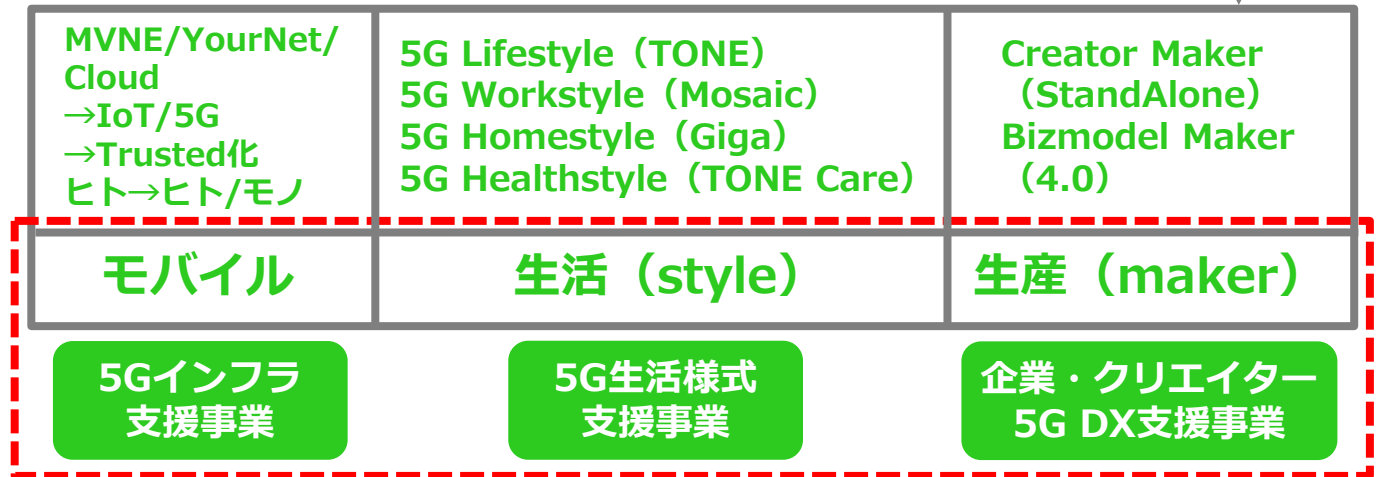 MVNE/YourNet/
Cloud
→IoT/5G
→Trusted化
ヒト→ヒト/モノ
5G Lifestyle（TONE）
5G Workstyle（Mosaic）
5G Homestyle（Giga）
5G Healthstyle（TONE Care）
Creator Maker
（StandAlone）
Bizmodel Maker
（4.0）
モバイル
生活（style）
生産（maker）
5Gインフラ
支援事業
5G生活様式
支援事業
企業・クリエイター
5G DX支援事業